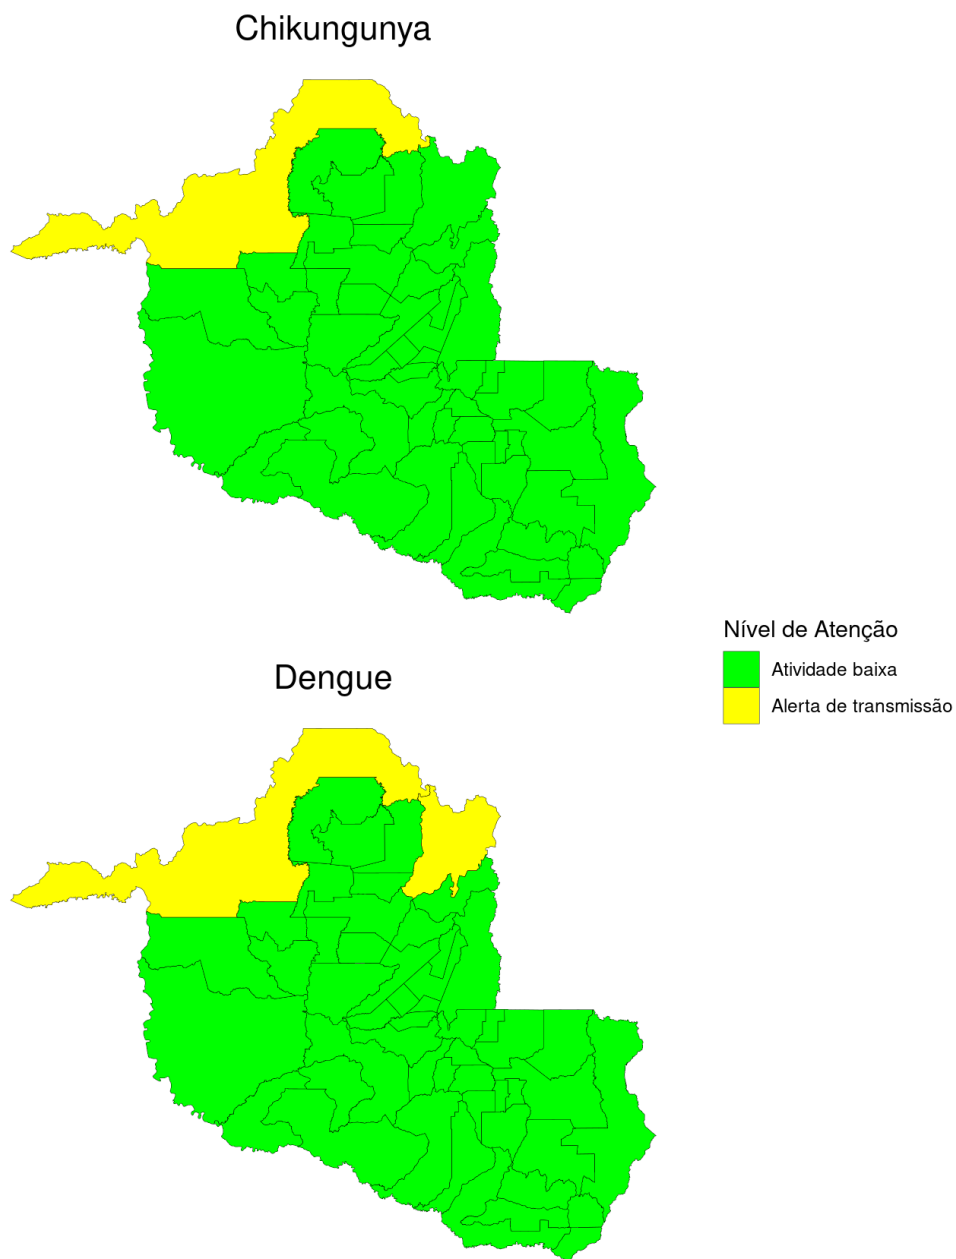 Chikungunya
Nível de Atenção
Atividade baixa
Alerta de transmissão
Dengue